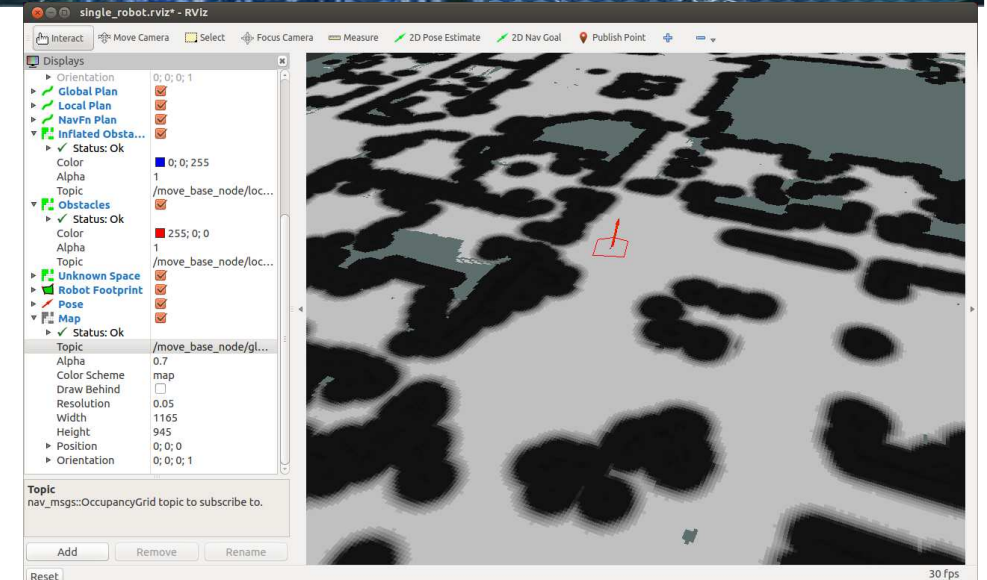 single_robot.rviz* - RViz
Interact Move Camera Select Focus Camera Measure 2D Pose Estimate 2D Nav Goal Publish Point
Displays
Orientation 0; 0; 0; 1
Global Plan
Local Plan
NavFn Plan
Inflated Obsta...
Status: Ok
Color 0; 0; 255
Alpha 1
Topic /move_base_node/loc...
Obstacles
Status: Ok
Color 255; 0; 0
Alpha 1
Topic /move_base_node/loc...
Unknown Space
Robot Footprint
Pose
Map
Status: Ok
Topic /move_base_node/gl...
Alpha 0.7
Color Scheme map
Draw Behind
Resolution 0.05
Width 1165
Height 945
Position 0; 0; 0
Orientation 0; 0; 0; 1
Topic
nav_msgs::OccupancyGrid topic to subscribe to.
Add Remove Rename
Reset 30 fps